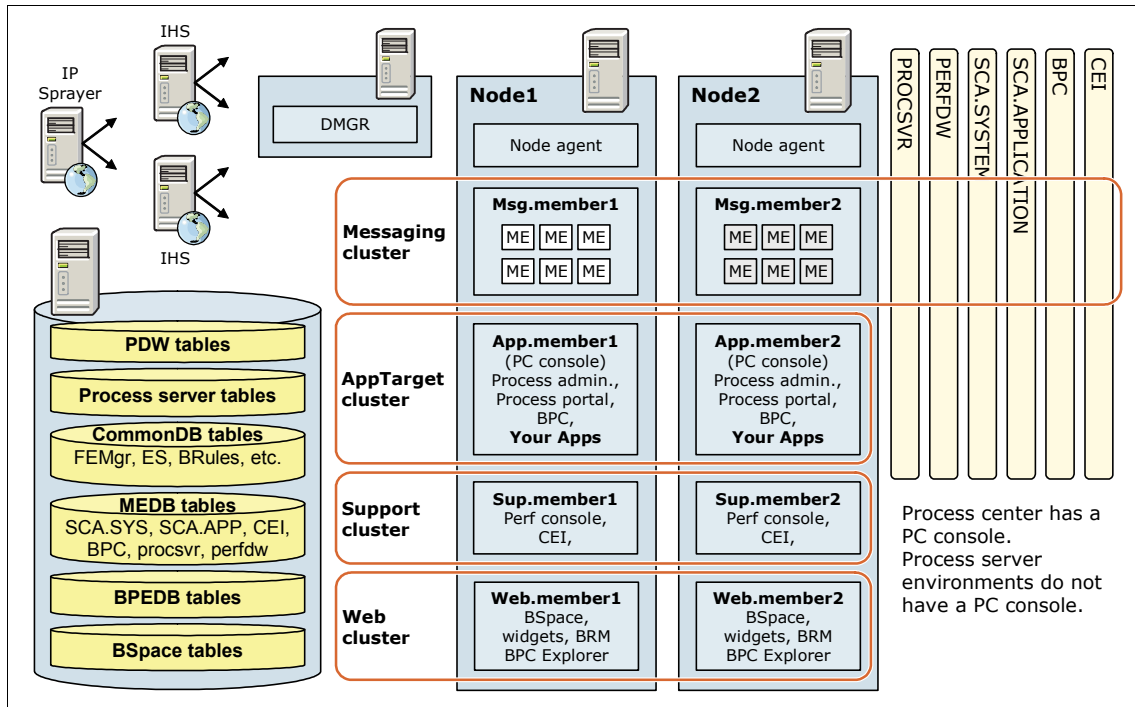 IHS
IP
Sprayer
IHS
DMGR
Node1
Node agent
Node2
Node agent
PROCSVR
PERFDW
SCA.SYSTEM
SCA.APPLICATION
BPC
CEI
Messaging
cluster
Msg.member1
ME ME ME
ME ME ME
Msg.member2
ME ME ME
ME ME ME
AppTarget
cluster
App.member1
(PC console)
Process admin.,
Process portal,
BPC,
Your Apps
App.member2
(PC console)
Process admin.,
Process portal,
BPC,
Your Apps
Support
cluster
Sup.member1
Perf console,
CEI,
Sup.member2
Perf console,
CEI,
Web
cluster
Web.member1
BSpace,
widgets, BRM
BPC Explorer
Web.member2
BSpace,
widgets, BRM
BPC Explorer
PDW tables
Process server tables
CommonDB tables
FEMgr, ES, BRules, etc.
MEDB tables
SCA.SYS, SCA.APP, CEI,
BPC, procsvr, perfdw
BPEDB tables
BSpace tables
Process center has a
PC console.
Process server
environments do not
have a PC console.